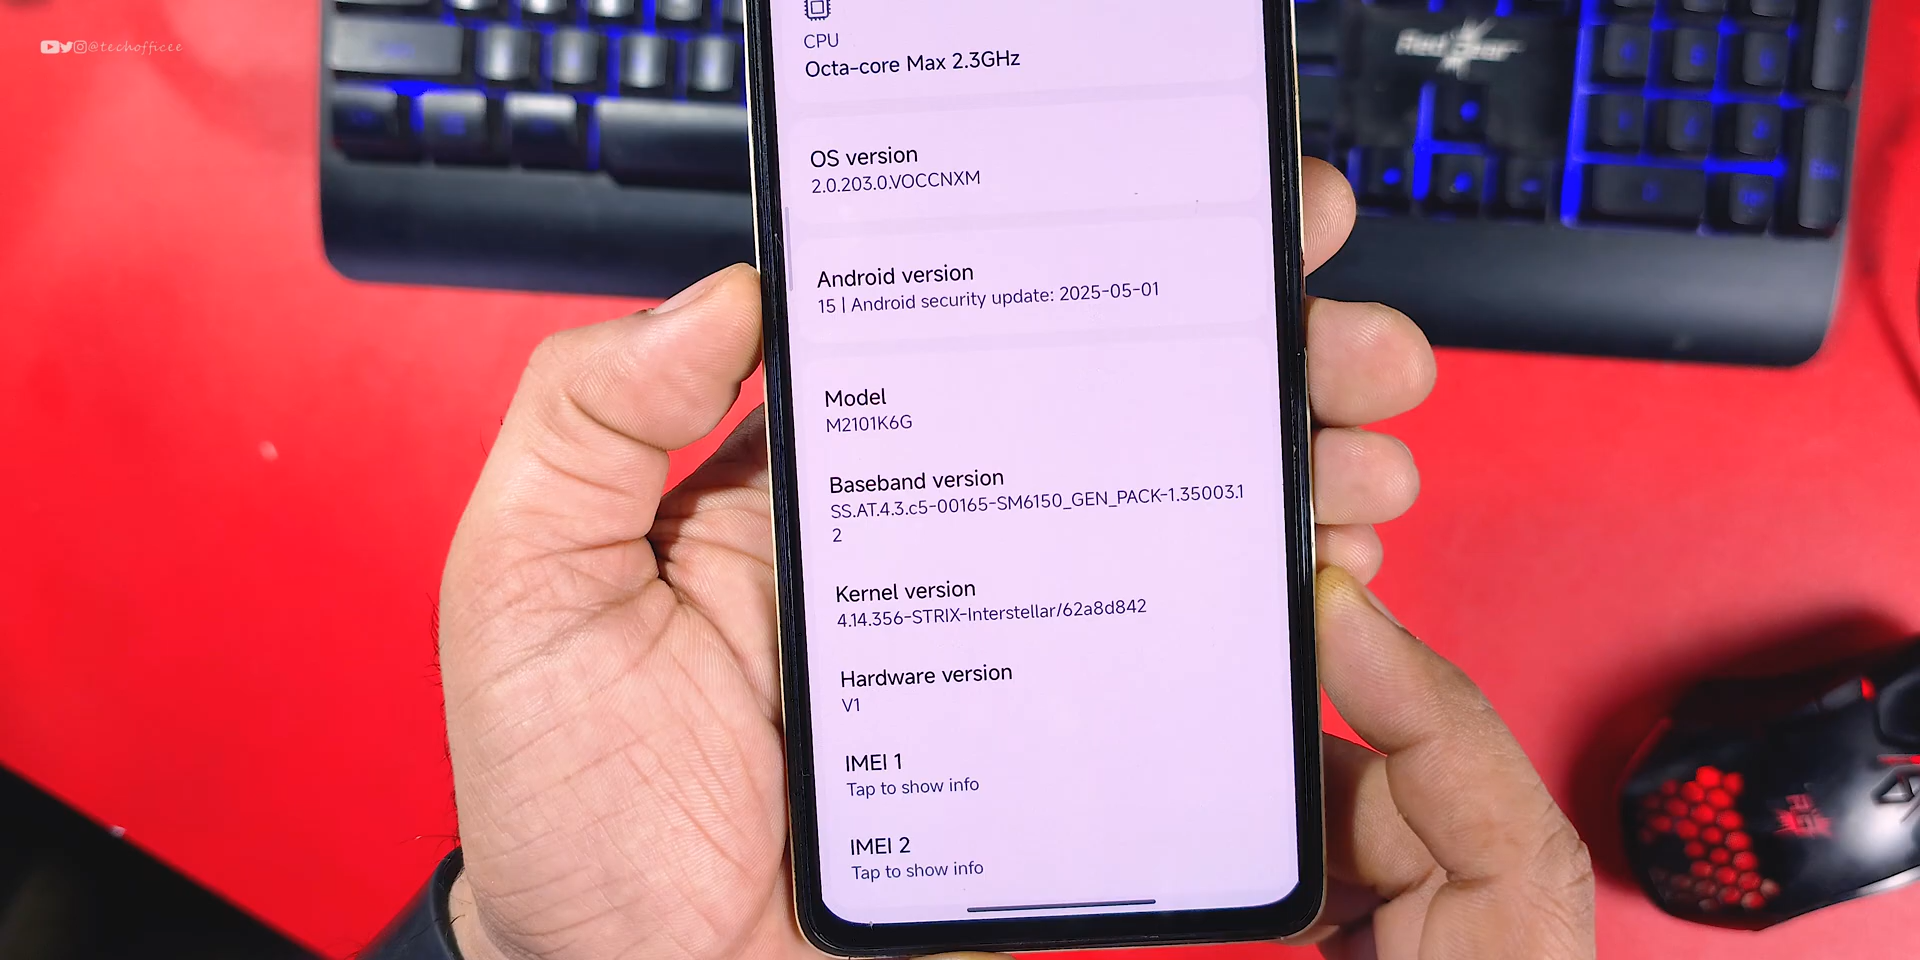 @techofficee
CPU
Octa-core Max 2.3GHz
OS version
2.0.203.0.VOCCNXM
Android version
15 | Android security update: 2025-05-01
Model
M2101K6G
Baseband version
SS.AT.4.3.c5-00165-SM6150_GEN_PACK-1.35003.1
2
Kernel version
4.14.356-STRIX-Interstellar/62a8d842
Hardware version
V1
IMEI 1
Tap to show info
IMEI 2
Tap to show info